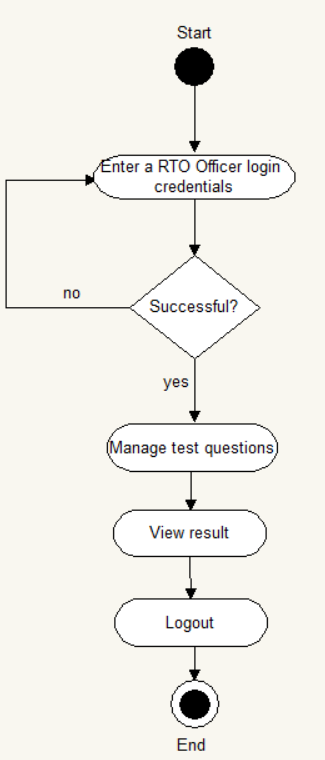 Start
Enter a RTO Officer login
credentials
no
Successful?
yes
Manage test questions
View result
Logout
End